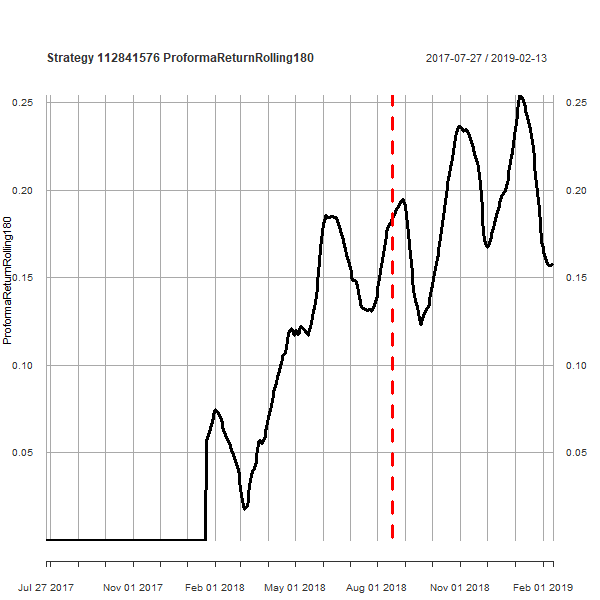 Strategy 112841576 ProformaReturnRolling180
2017-07-27 / 2019-02-13
0.25
0.25
0.20
0.20
0.15
0.15
0.10
0.10
0.05
0.05
ProformaReturnRolling180
Jul 27 2017
Nov 01 2017
Feb 01 2018
May 01 2018
Aug 01 2018
Nov 01 2018
Feb 01 2019